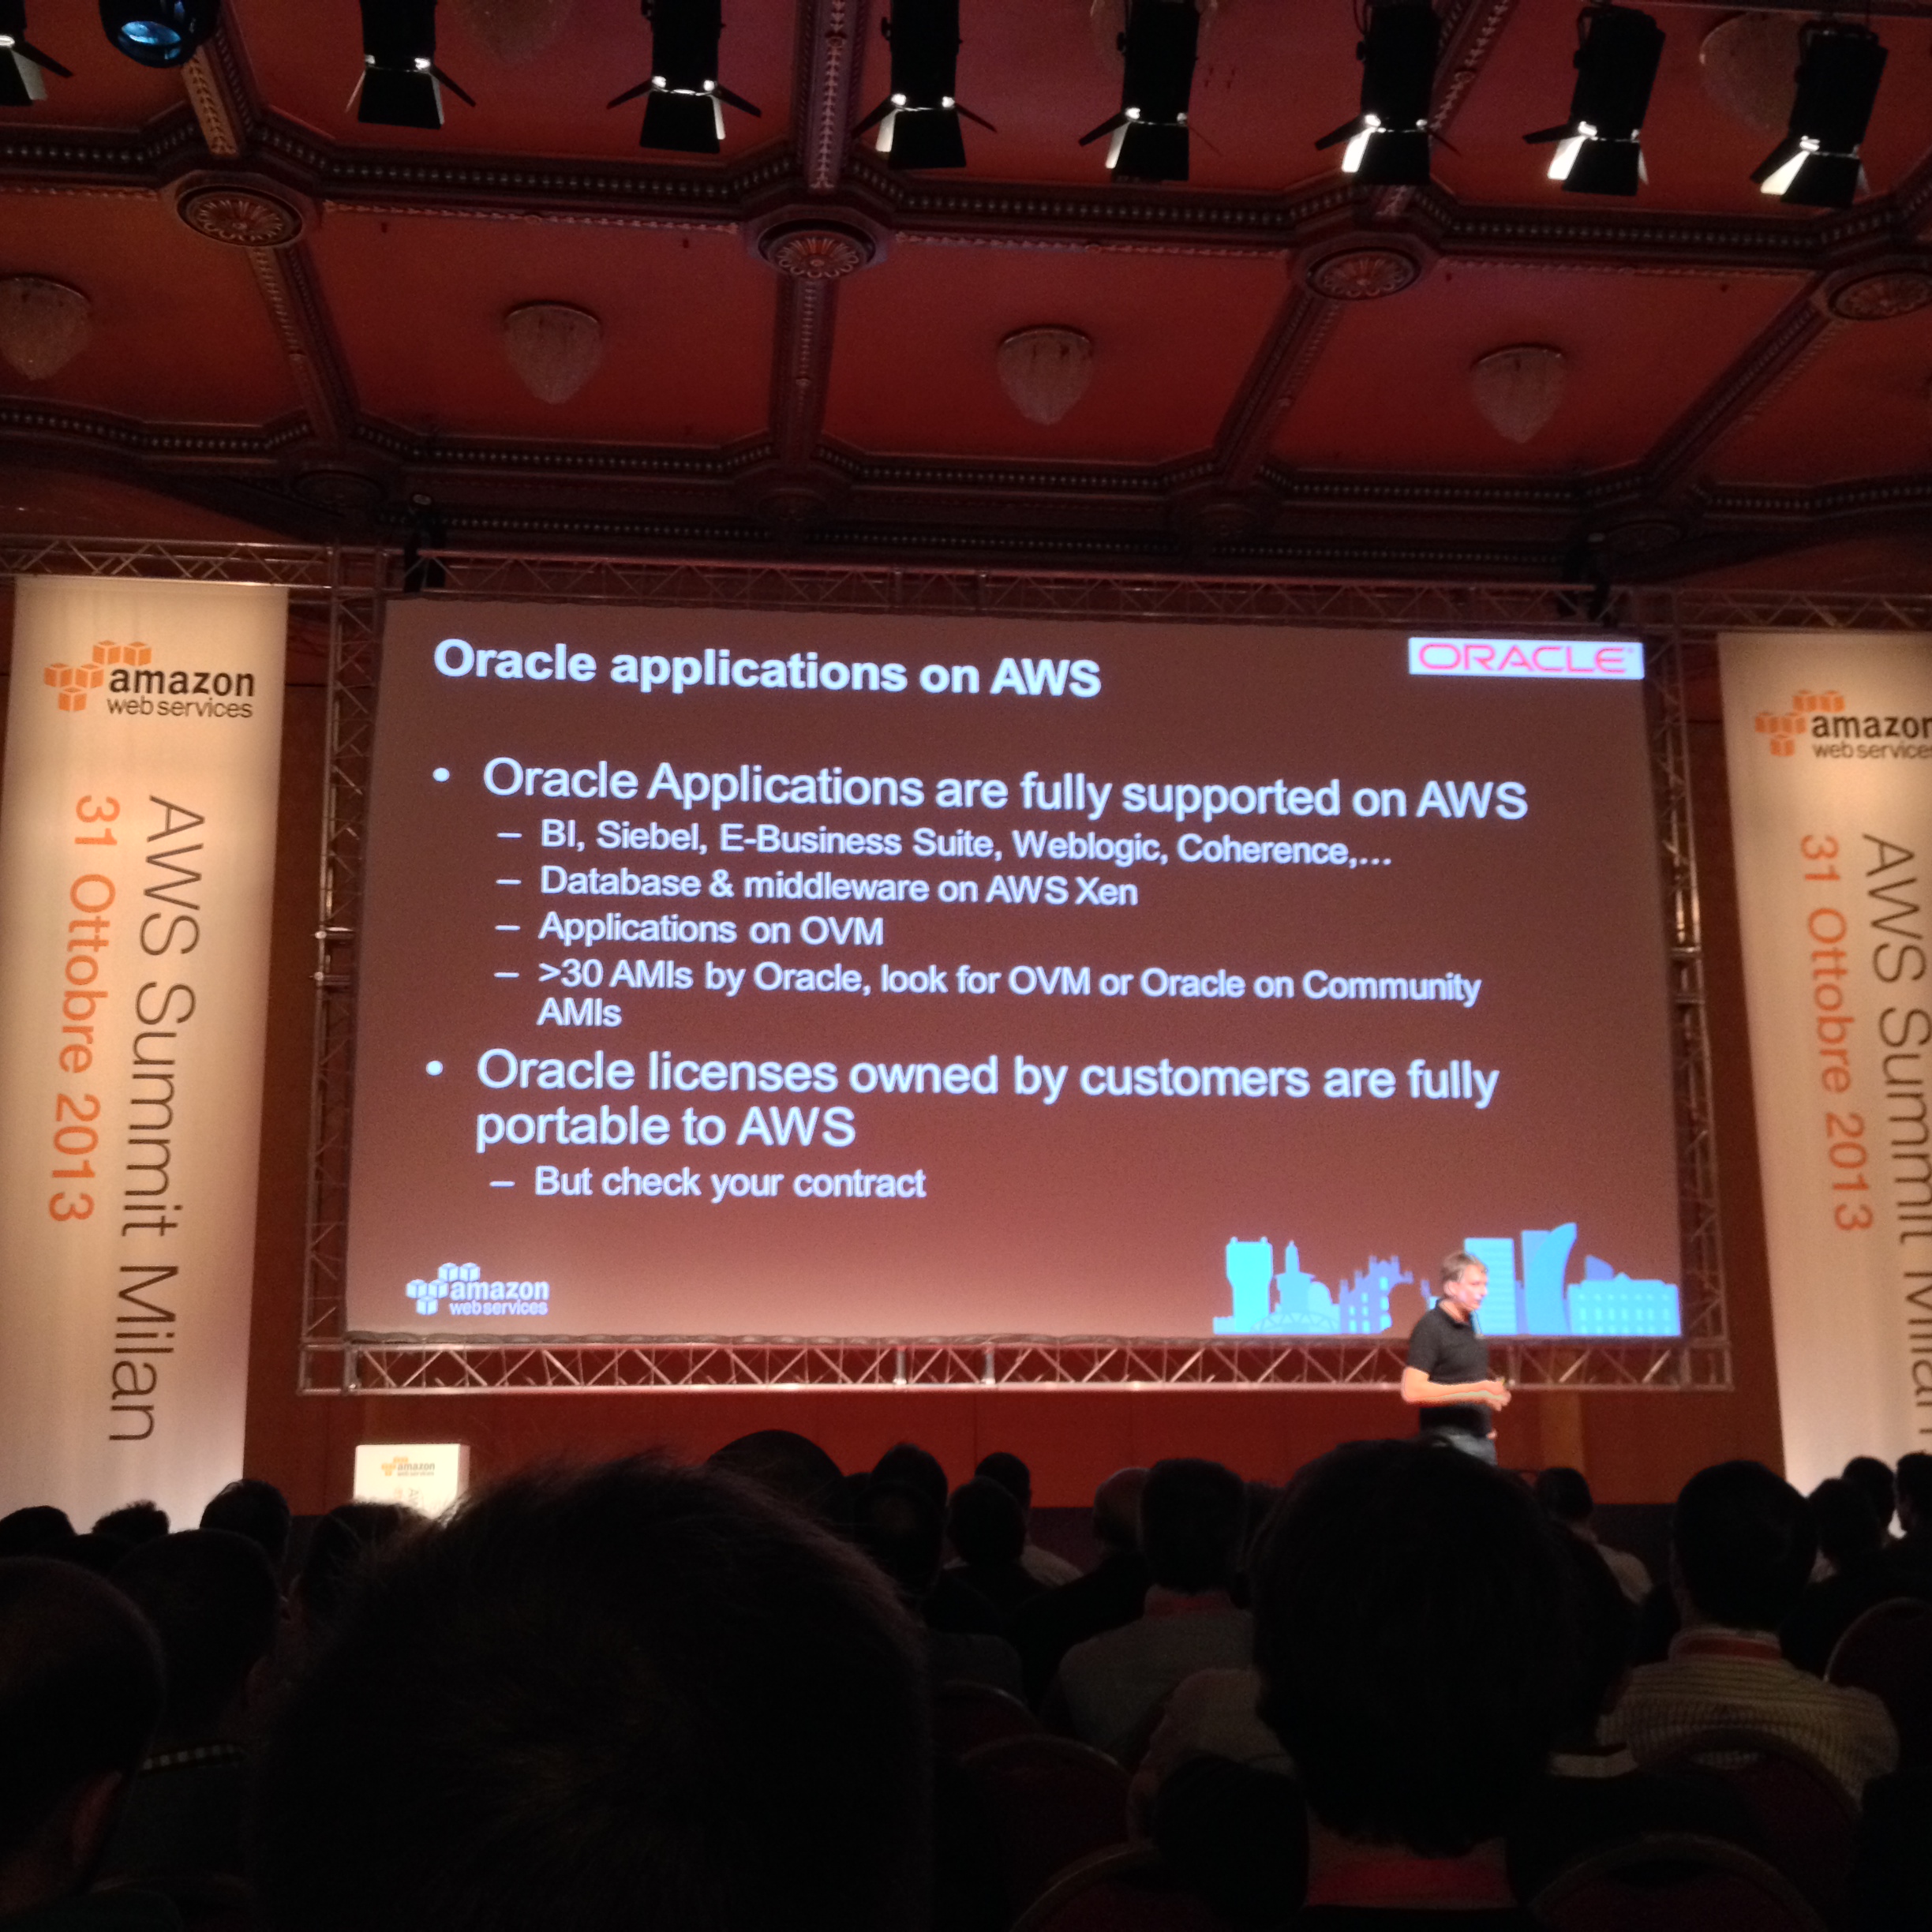 amazon
web services
AWS Summit Milan
31 Ottobre 2013
Oracle applications on AWS
ORACLE
• Oracle Applications are fully supported on AWS
– BI, Siebel, E-Business Suite, Weblogic, Coherence,...
– Database & middleware on AWS Xen
– Applications on OVM
– >30 AMIs by Oracle, look for OVM or Oracle on Community
AMIs
• Oracle licenses owned by customers are fully
portable to AWS
– But check your contract
amazon
web services
amazon
web services
AWS Summit Milan
31 Ottobre 2013
amazon
web services